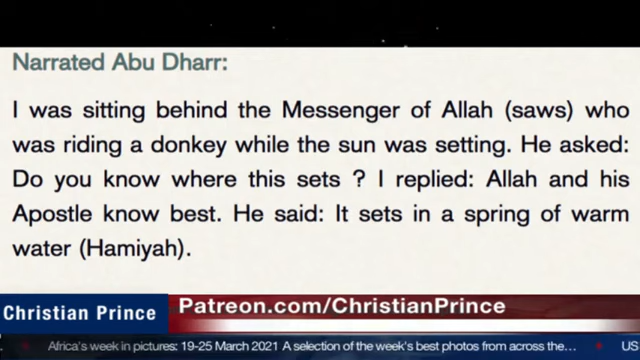 Narrated Abu Dharr:
I was sitting behind the Messenger of Allah (saws) who
was riding a donkey while the sun was setting. He asked:
Do you know where this sets ? I replied: Allah and his
Apostle know best. He said: It sets in a spring of warm
water (Hamiyah).
Christian Prince
Patreon.com/ChristianPrince
Africa's week in pictures: 19-25 March 2021 A selection of the week's best photos from across the...
US